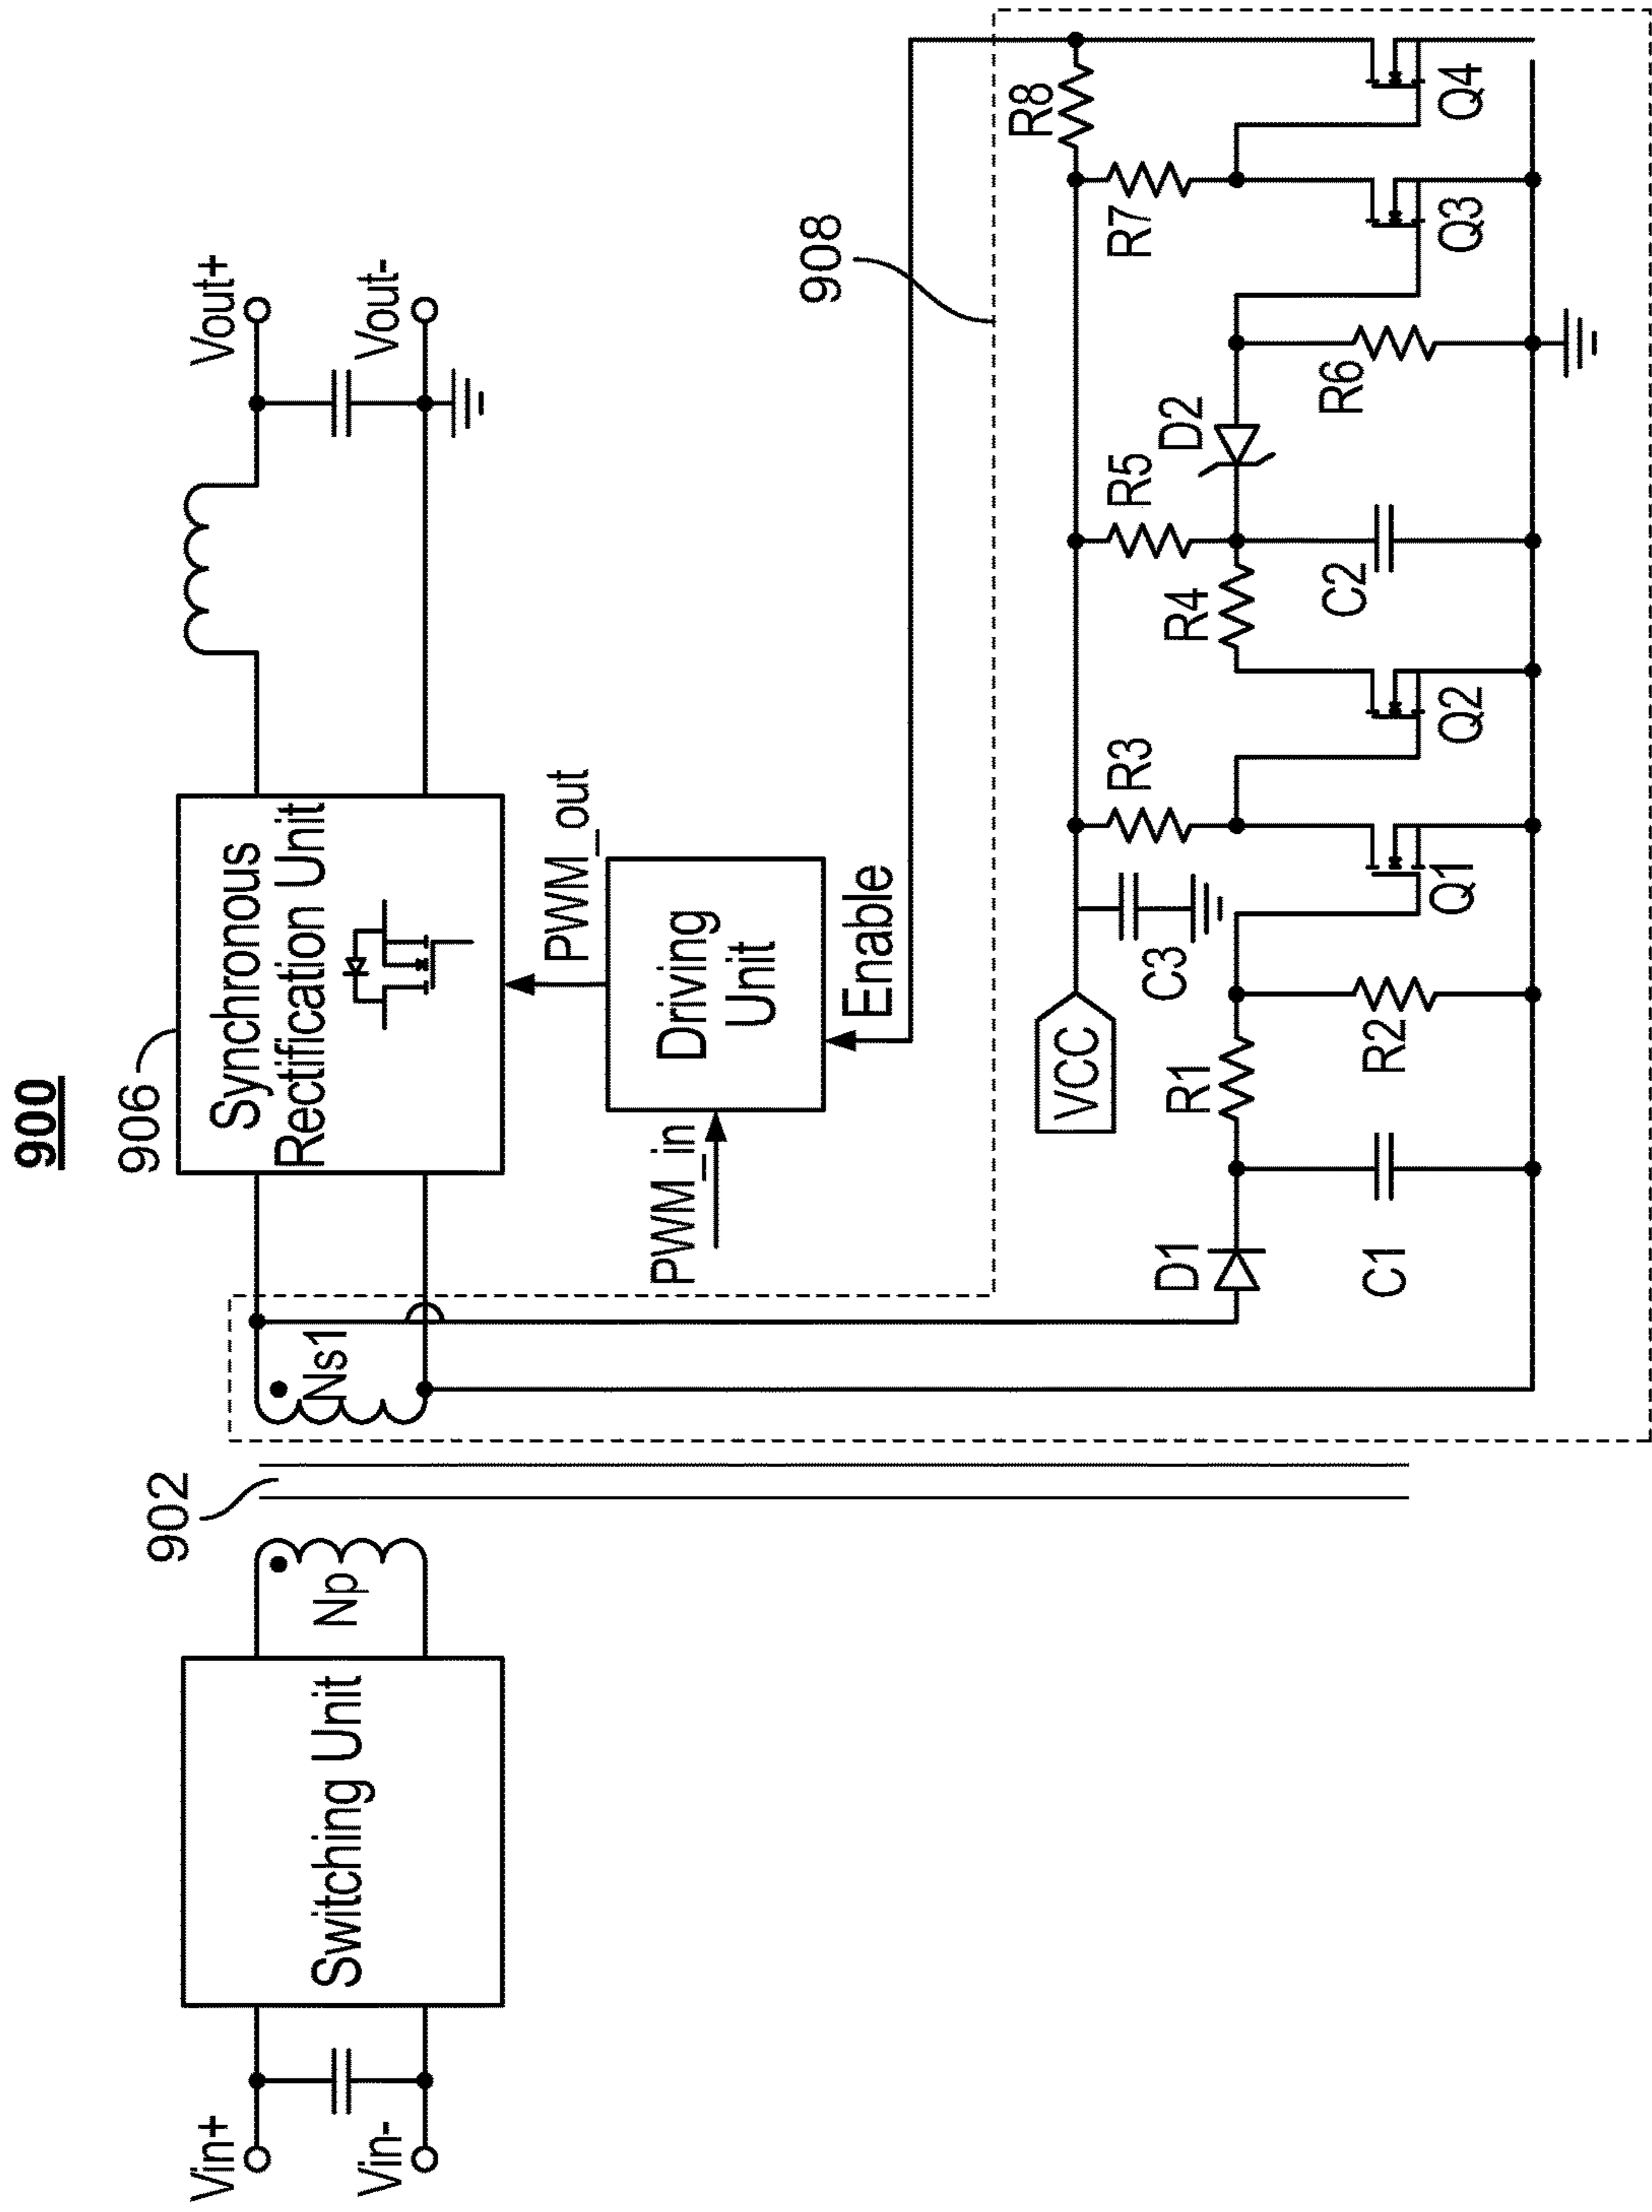 900
Vin+
Vin-
Switching Unit
Np
902
Ns1
906
Synchronous
Rectification Unit
Vout+
Vout-
PWM_out
PWM_in
Driving
Unit
Enable
908
VCC
C3
R3
R5
R7
R8
D1
R1
R4
D2
C1
R2
C2
R6
Q1
Q2
Q3
Q4